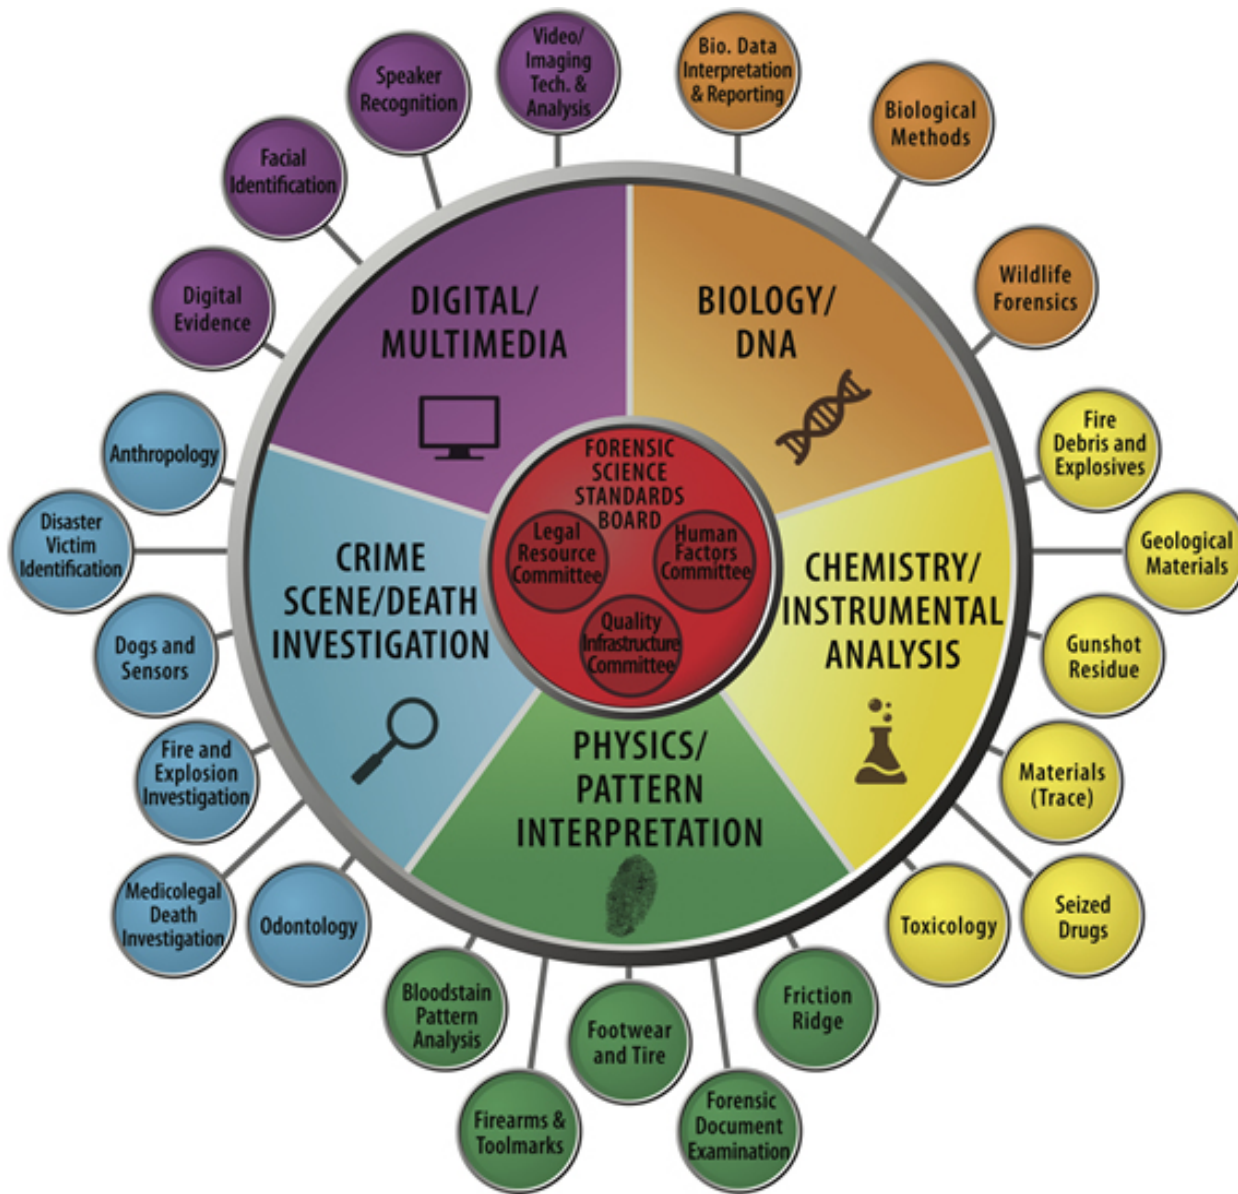 Video/
Imaging
Tech. &
Analysis
Bio. Data
Interpretation
& Reporting
Speaker
Recognition
Biological
Methods
Facial
Identification
Wildlife
Forensics
Digital
Evidence
DIGITAL/
MULTIMEDIA
BIOLOGY/
DNA
Anthropology
Fire
Debris and
Explosives
FORENSIC
SCIENCE
STANDARDS
BOARD
Legal
Resource
Committee
Human
Factors
Committee
Quality
Infrastructure
Committee
Disaster
Victim
Identification
Geological
Materials
CRIME
SCENE/DEATH
INVESTIGATION
CHEMISTRY/
INSTRUMENTAL
ANALYSIS
Dogs and
Sensors
Gunshot
Residue
Fire and
Explosion
Investigation
Materials
(Trace)
PHYSICS/
PATTERN
INTERPRETATION
Medicolegal
Death
Investigation
Odontology
Toxicology
Seized
Drugs
Bloodstain
Pattern
Analysis
Friction
Ridge
Footwear
and Tire
Firearms &
Toolmarks
Forensic
Document
Examination